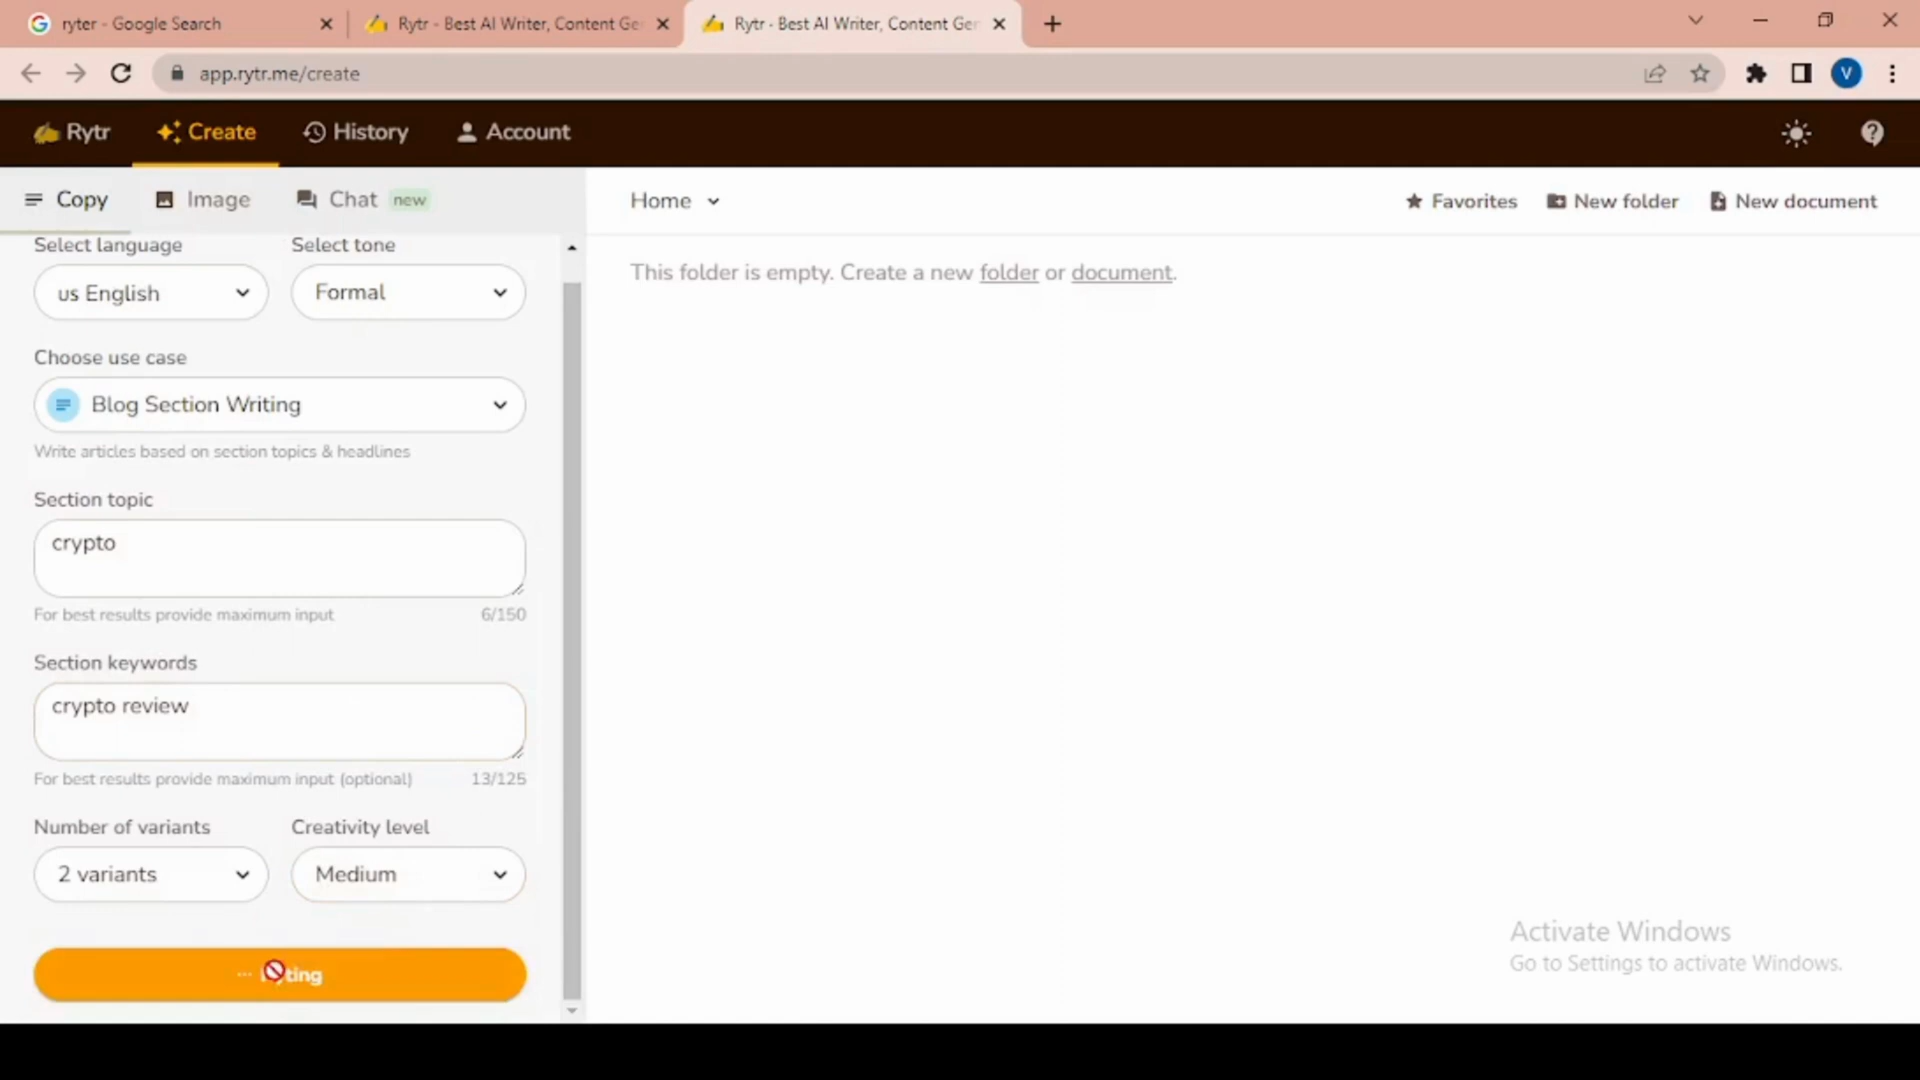 ryter - Google Search
Rytr - Best AI Writer, Content Ge
Rytr - Best AI Writer, Content Ger
V
app.rytr.me/create
Rytr
Create
History
Account
Copy
Image
Chat new
Home
Favorites
New folder
New document
Select language
Select tone
us English
Formal
This folder is empty. Create a new folder or document.
Choose use case
Blog Section Writing
Write articles based on section topics & headlines
Section topic
crypto
For best results provide maximum input
6/150
Section keywords
crypto review
For best results provide maximum input (optional)
13/125
Number of variants
Creativity level
2 variants
Medium
Activate Windows
Go to Settings to activate Windows.